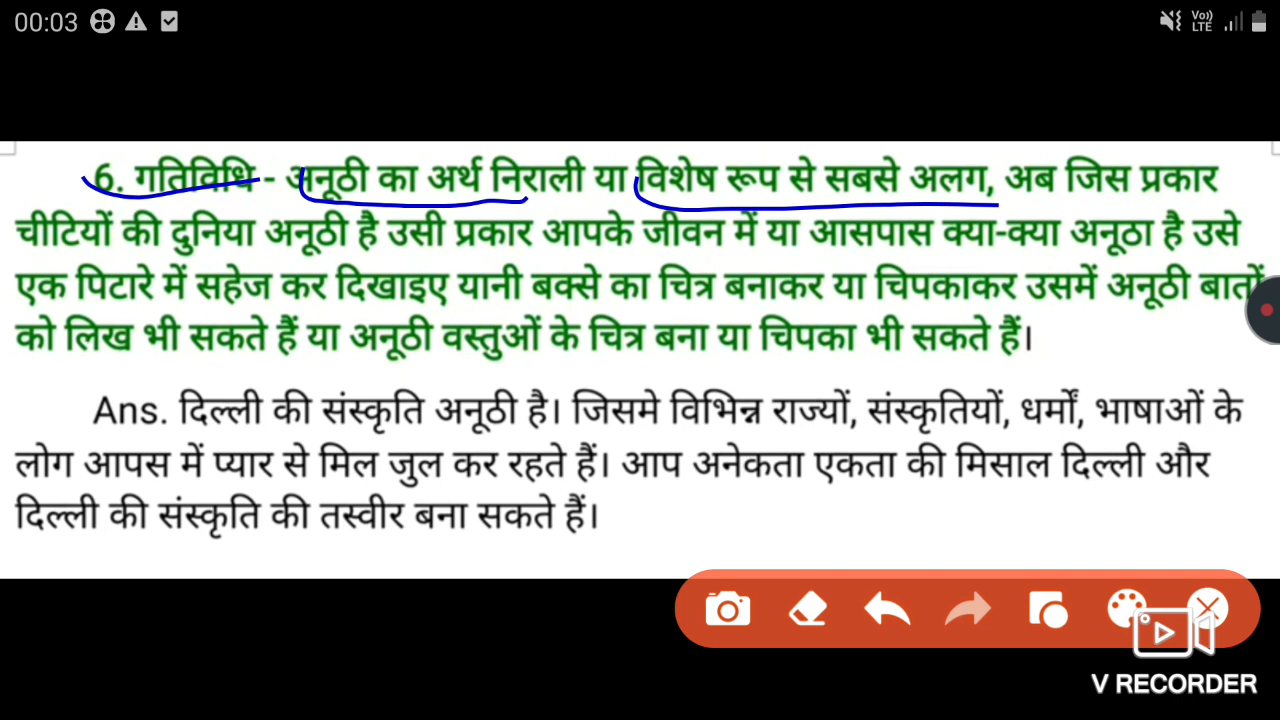 00:03
Vo)) LTE
6. गतिविधि - अनूठी का अर्थ निराली या विशेष रूप से सबसे अलग, अब जिस प्रकार
चीटियों की दुनिया अनूठी है उसी प्रकार आपके जीवन में या आसपास क्या-क्या अनूठा है उसे
एक पिटारे में सहेज कर दिखाइए यानी बक्से का चित्र बनाकर या चिपकाकर उसमें अनूठी बातों
को लिख भी सकते हैं या अनूठी वस्तुओं के चित्र बना या चिपका भी सकते हैं।
Ans. दिल्ली की संस्कृति अनूठी है। जिसमे विभिन्न राज्यों, संस्कृतियों, धर्मों, भाषाओं के
लोग आपस में प्यार से मिल जुल कर रहते हैं। आप अनेकता एकता की मिसाल दिल्ली और
दिल्ली की संस्कृति की तस्वीर बना सकते हैं।
V RECORDER